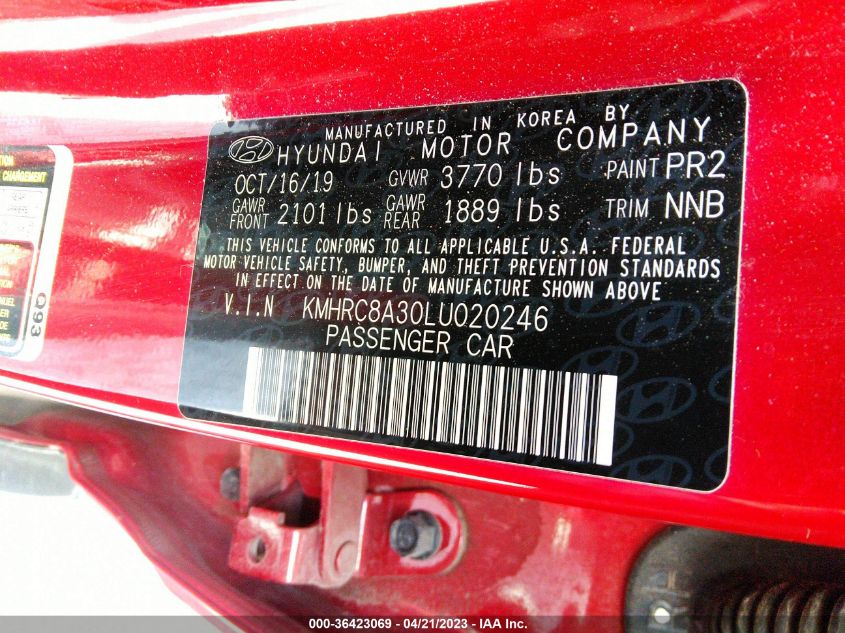 MANUFACTURED IN KOREA BY
HYUNDAI MOTOR COMPANY
OCT/16/19 GVWR 3770 lbs PAINT PR2
GAWR FRONT 2101 lbs GAWR REAR 1889 lbs TRIM NNB
THIS VEHICLE CONFORMS TO ALL APPLICABLE U.S.A. FEDERAL
MOTOR VEHICLE SAFETY, BUMPER, AND THEFT PREVENTION STANDARDS
IN EFFECT ON THE DATE OF MANUFACTURE SHOWN ABOVE
V.I.N KMHRC8A30LU020246
PASSENGER CAR
Q93
000-36423069 - 04/21/2023 - IAA Inc.